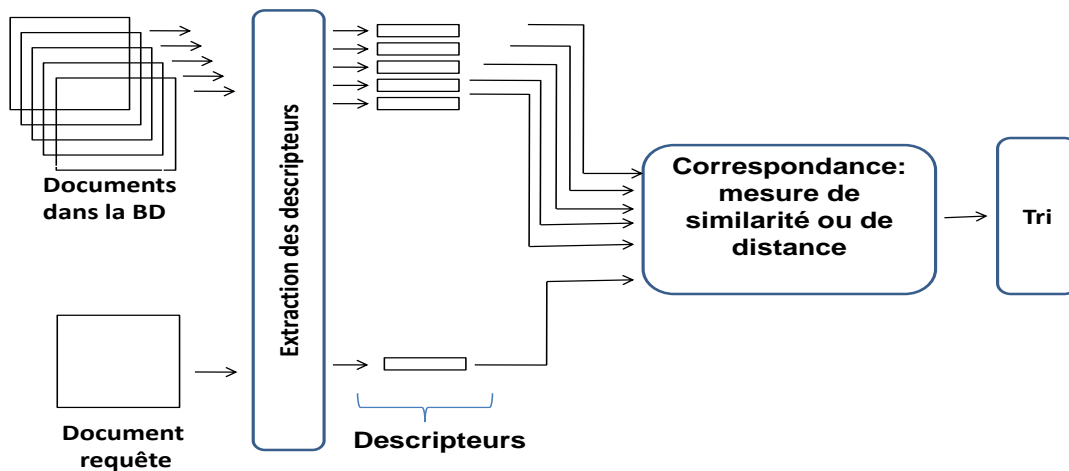 Documents
dans la BD
Extraction des descripteurs
Correspondance:
mesure de
similarité ou de
distance
Tri
Document
requête
Descripteurs